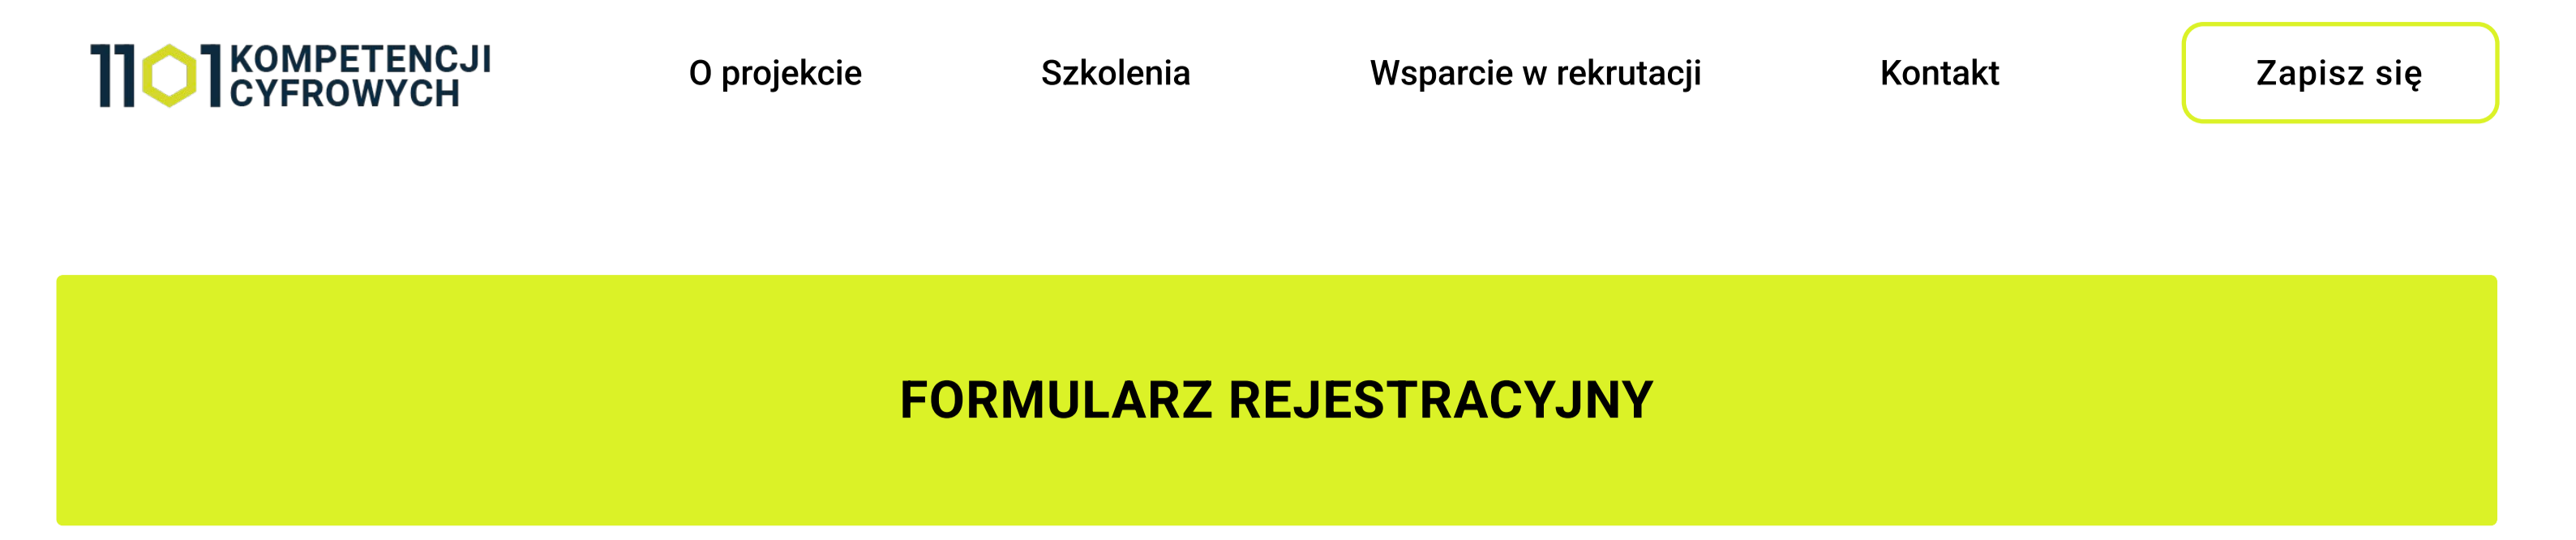 1101 KOMPETENCJI
CYFROWYCH
O projekcie
Szkolenia
Wsparcie w rekrutacji
Kontakt
Zapisz się
FORMULARZ REJESTRACYJNY